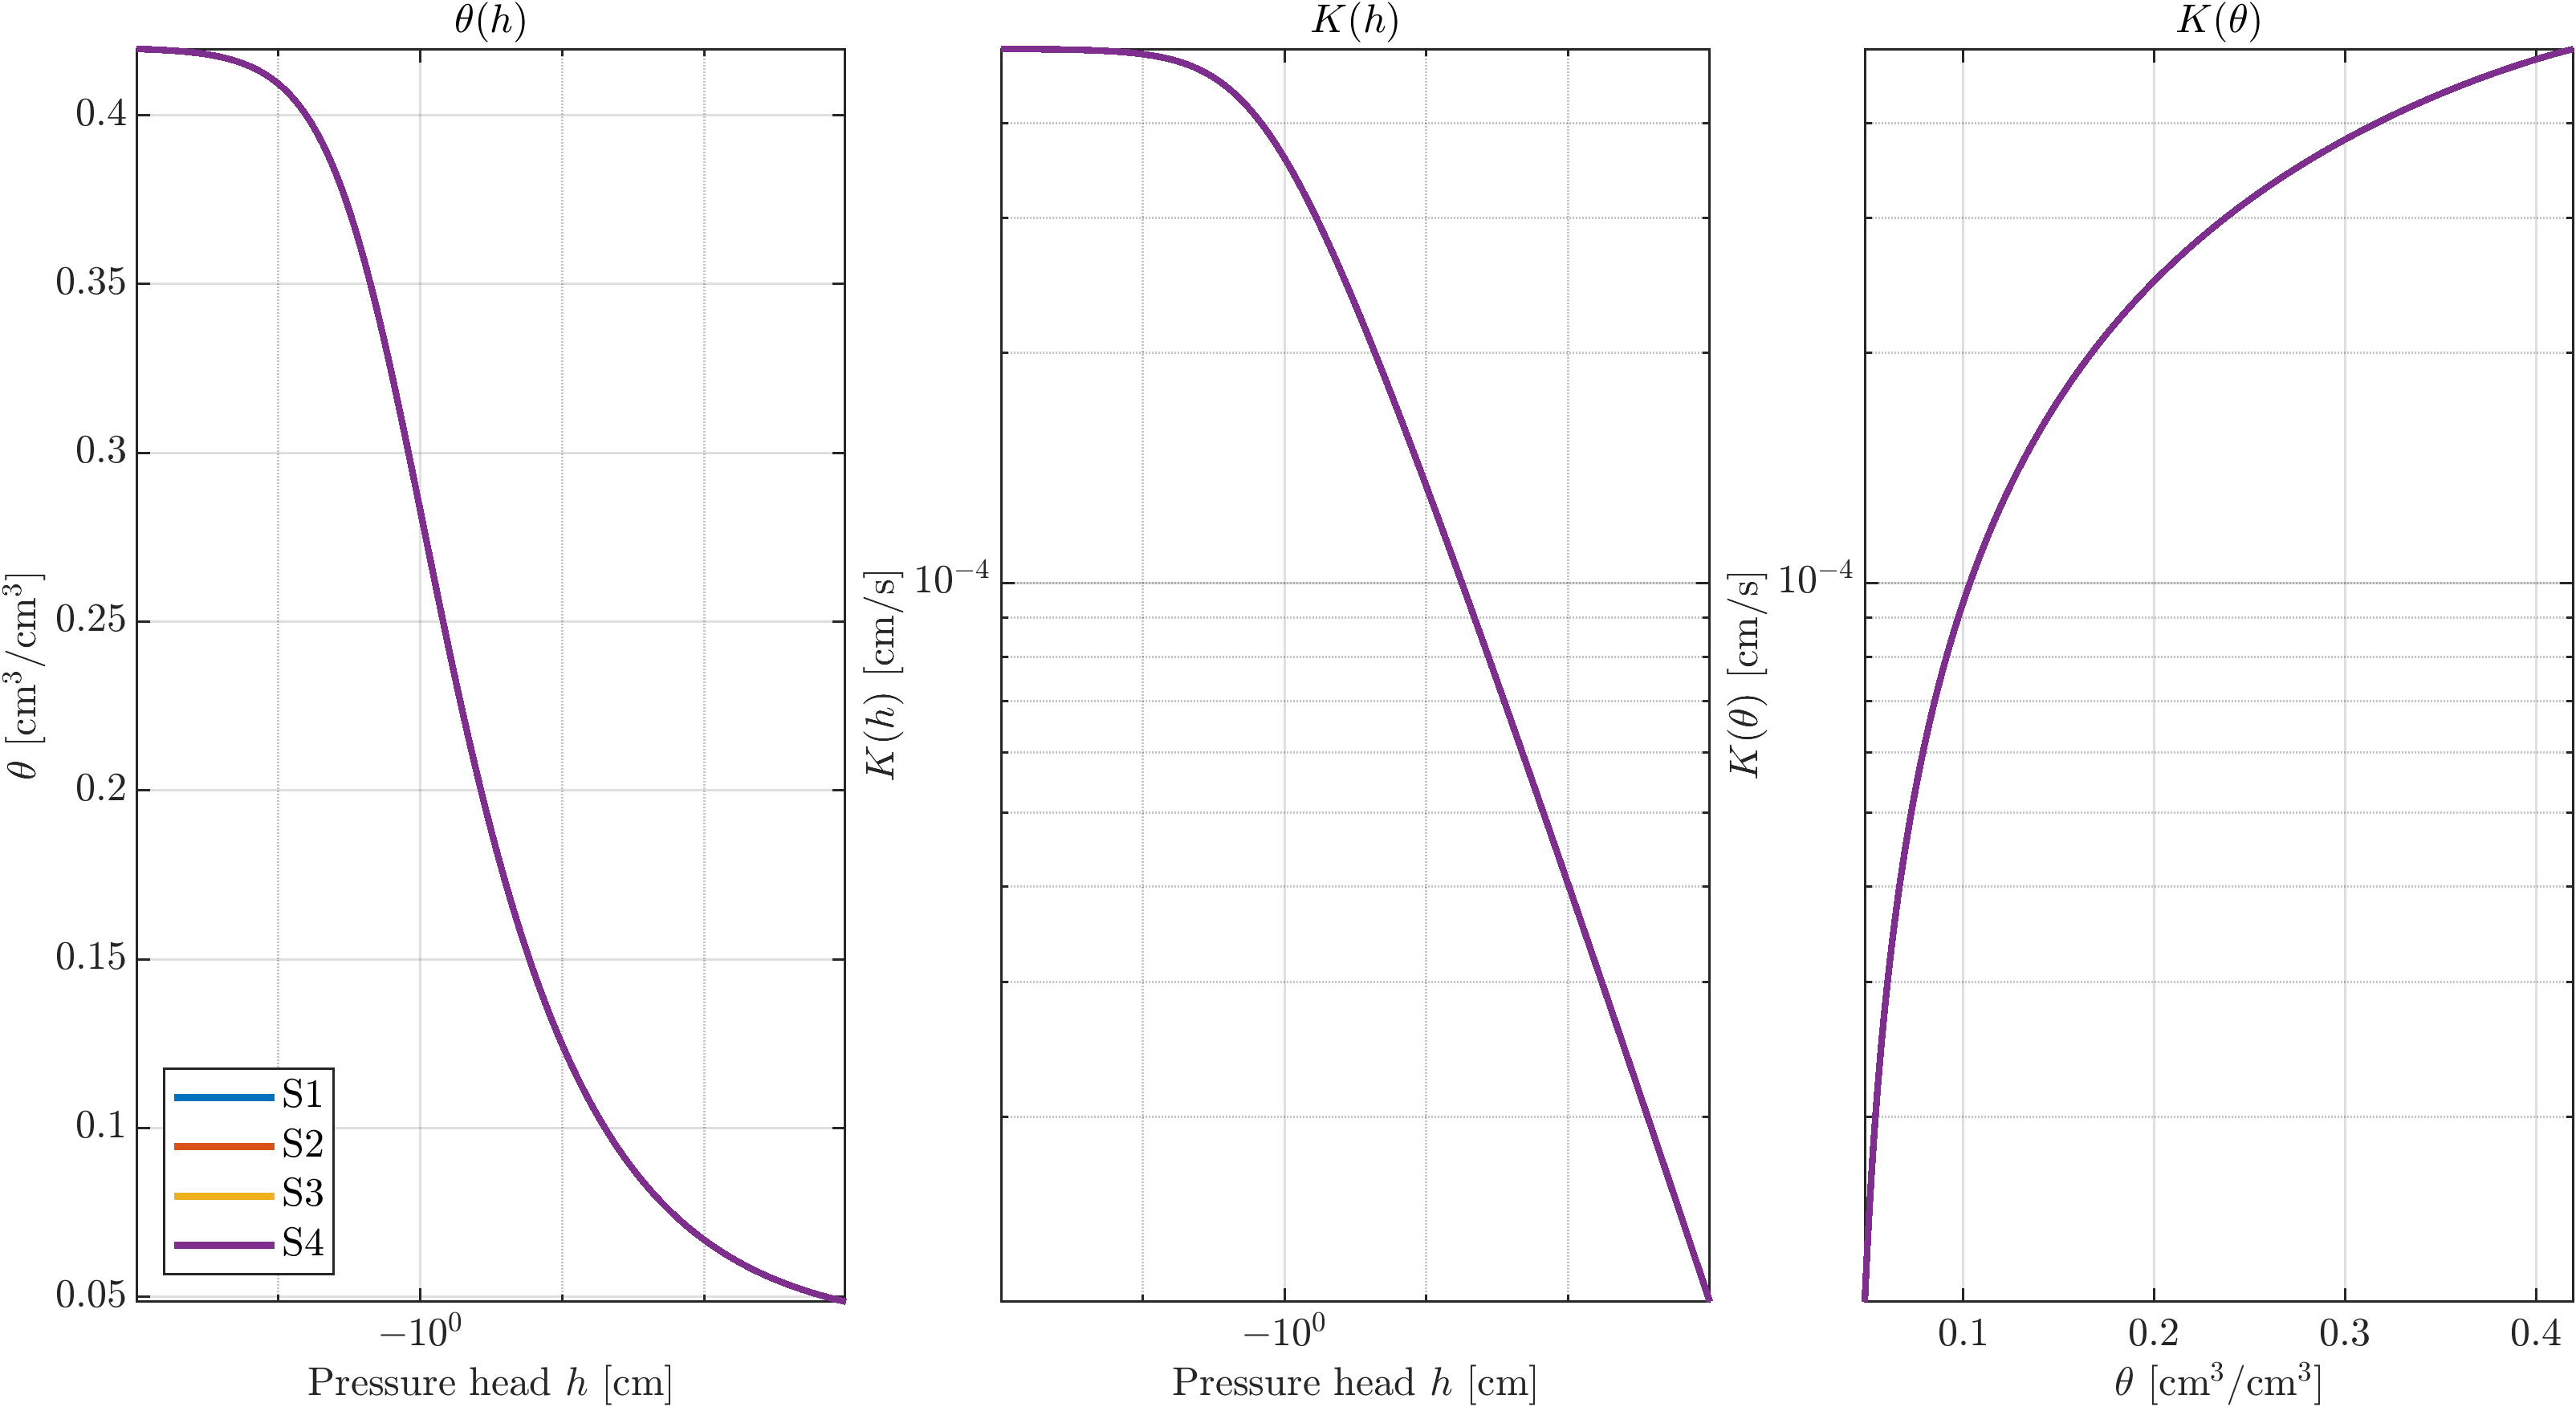 θ(h)
0.4
0.35
0.3
0.25
0.2
0.15
0.1
0.05
θ [cm³/cm³]
S1
S2
S3
S4
−10⁰
Pressure head h [cm]
K(h)
10⁻⁴
K(h) [cm/s]
−10⁰
Pressure head h [cm]
K(θ)
10⁻⁴
K(θ) [cm/s]
0.1 0.2 0.3 0.4
θ [cm³/cm³]